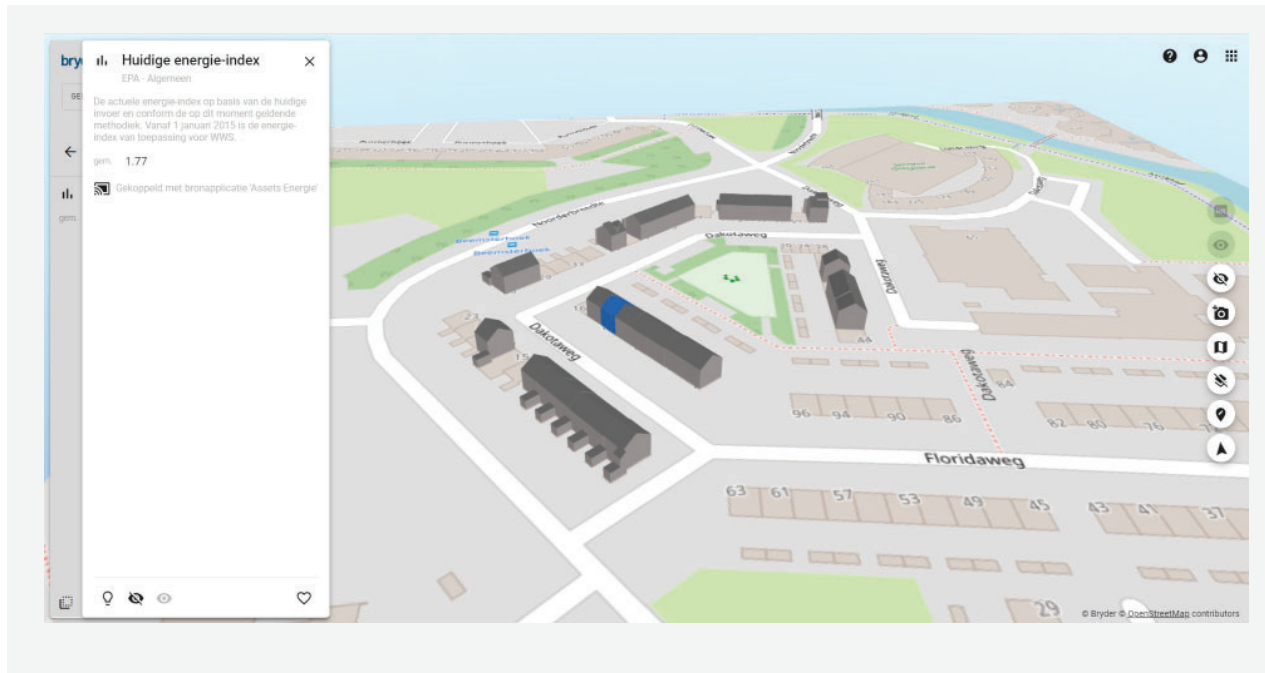 bry
Huidige energie-index
EPA - Algemeen
GE
De actuele energie-index op basis van de huidige
invoer en conform de op dit moment geldende
methodiek. Vanaf 1 januari 2015 is de energie-
index van toepassing voor WWS.
gem. 1.77
gem.
Gekoppeld met bronapplicatie 'Assets Energie'
Noorderbreedte
Dakotaweg
Dakotaweg
Dakotaweg
Dakotaweg
Floridaweg
23
15
16
44
84
96 94 90 86
82 80 76
63 61 57 53 49 45 43 41 37
29
© Bryder © OpenStreetMap contributors